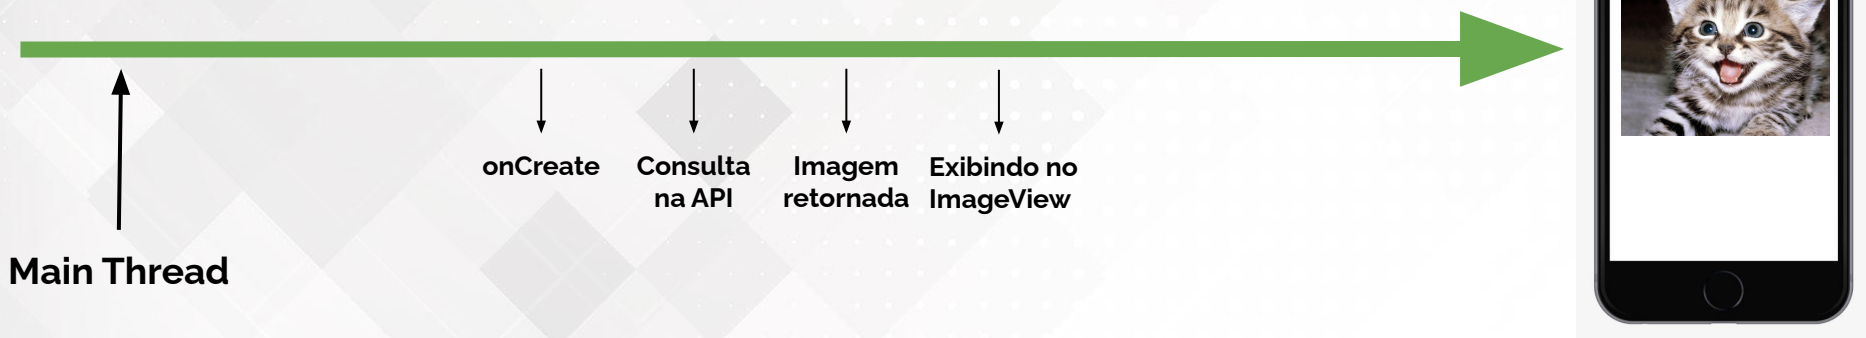 onCreate
Consulta
na API
Imagem
retornada
Exibindo no
ImageView
Main Thread